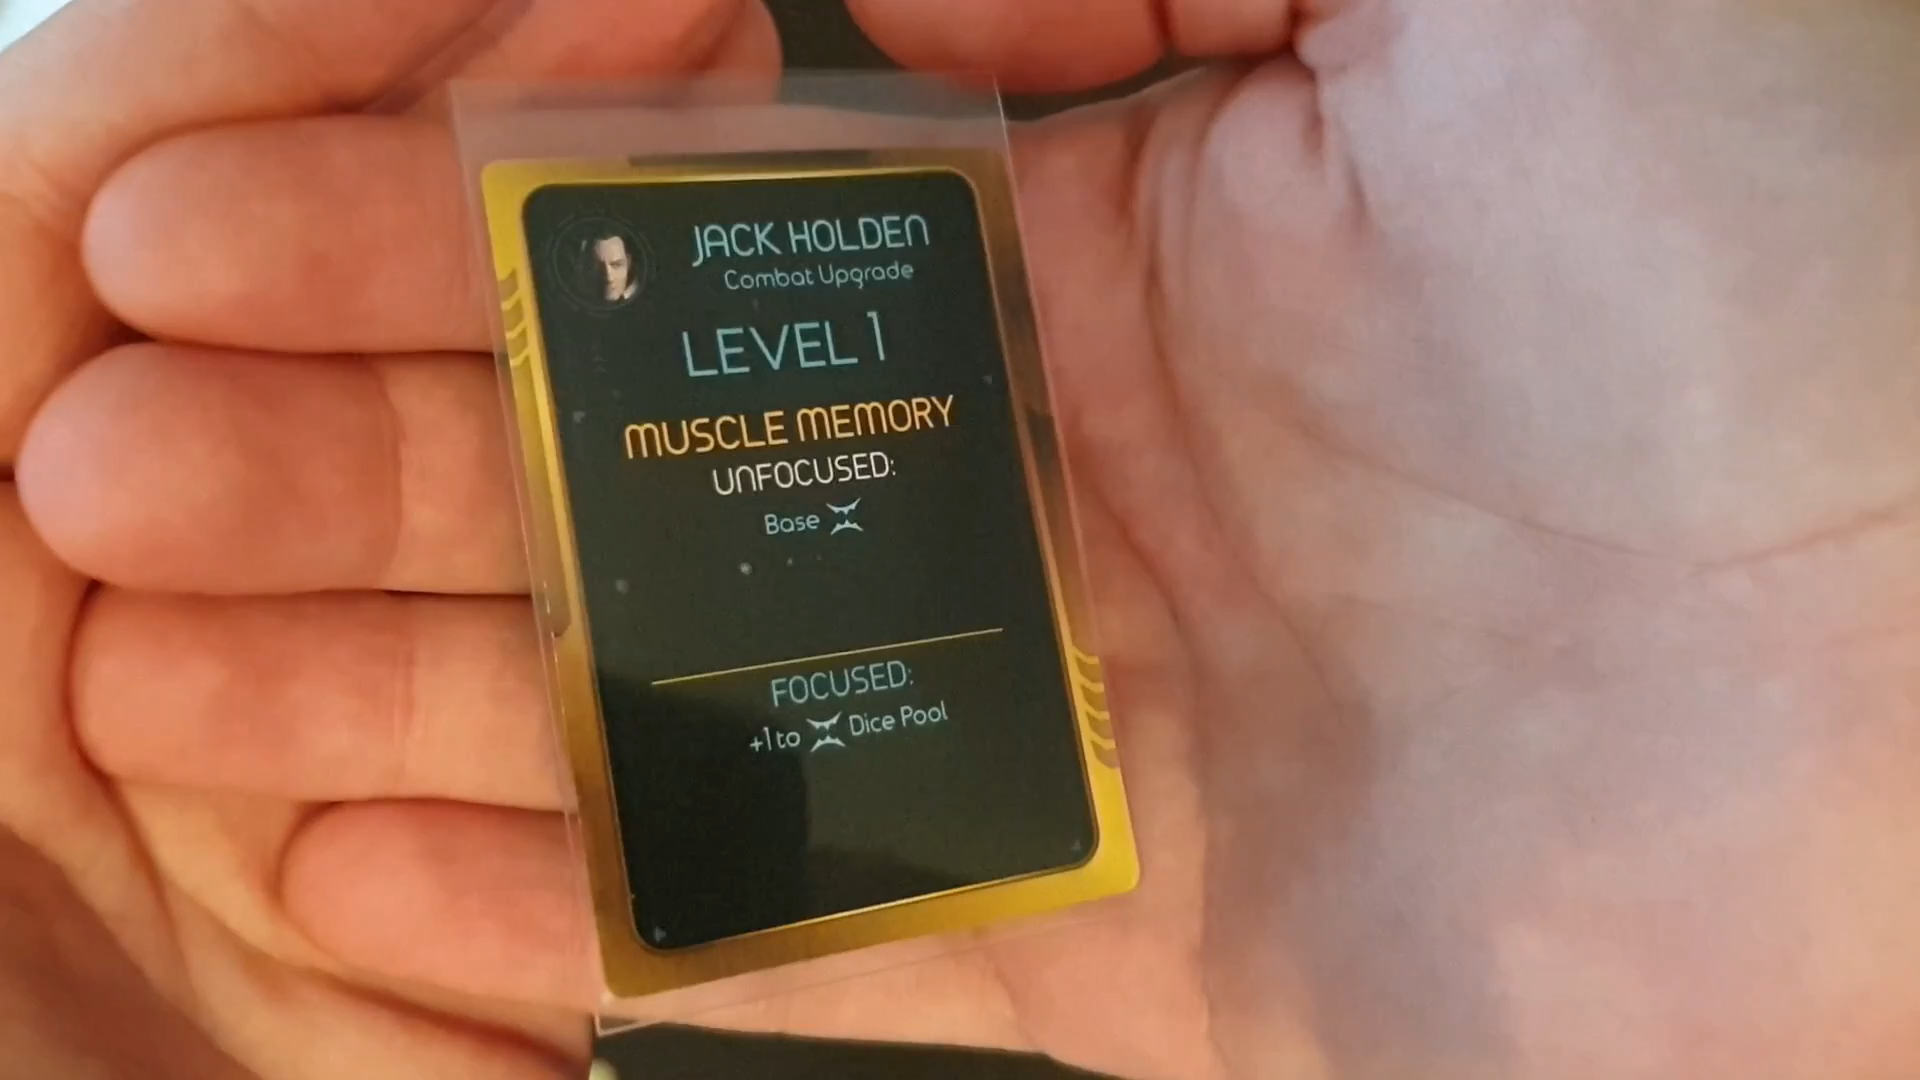 JACK HOLDEN
Combat Upgrade
LEVEL 1
MUSCLE MEMORY
UNFOCUSED:
Base
FOCUSED:
+1 to Dice Pool